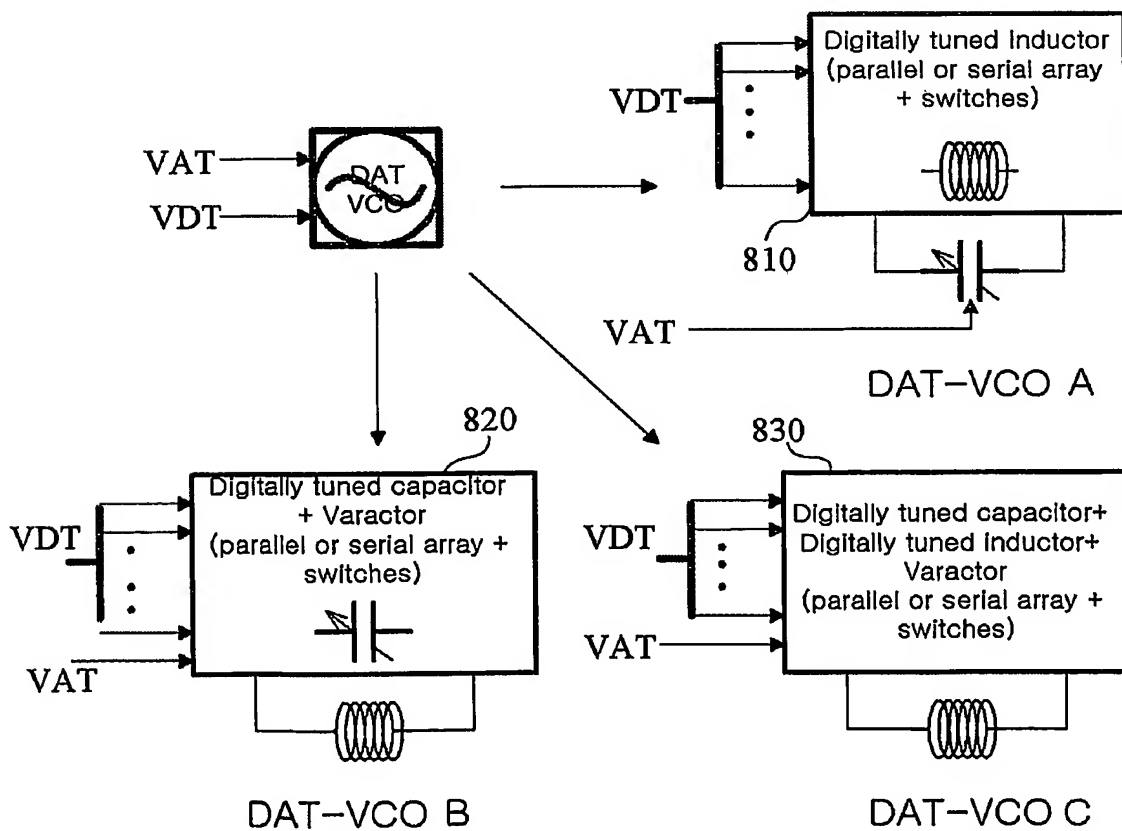 VAT
VDT
DAT
VCO
VDT
Digitally tuned Inductor
(parallel or serial array
+ switches)
810
VAT
DAT-VCO A
820
VDT
Digitally tuned capacitor
+ Varactor
(parallel or serial array +
switches)
VAT
DAT-VCO B
830
VDT
Digitally tuned capacitor+
Digitally tuned inductor+
Varactor
(parallel or serial array +
switches)
VAT
DAT-VCO C